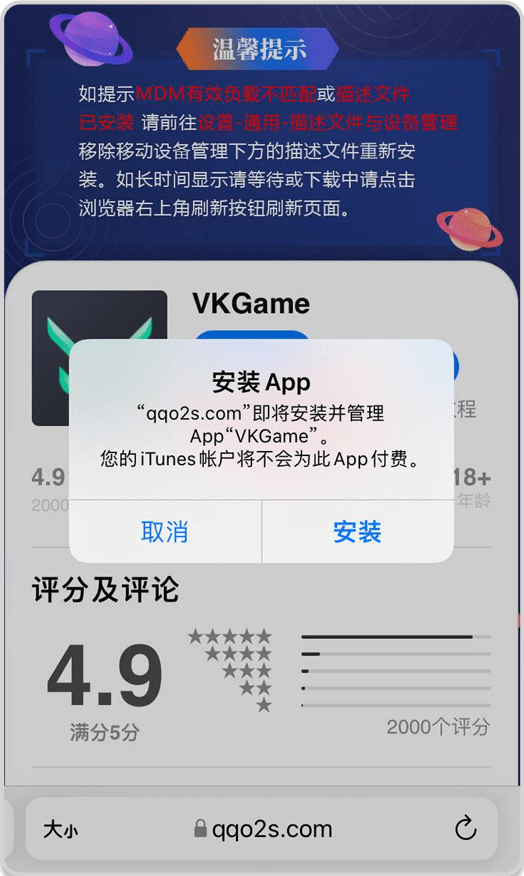 温馨提示
如提示MDM有效负载不匹配或描述文件
已安装 请前往设置-通用-描述文件与设备管理
移除移动设备管理下方的描述文件重新安
装。如长时间显示请等待或下载中请点击
浏览器右上角刷新按钮刷新页面。
VKGame
程
安装 App
“qqo2s.com”即将安装并管理
App“VKGame”。
您的 iTunes 帐户将不会为此 App 付费。
取消
安装
4.9
18+
2000
年龄
评分及评论
4.9
满分5分
2000个评分
大小
qqo2s.com